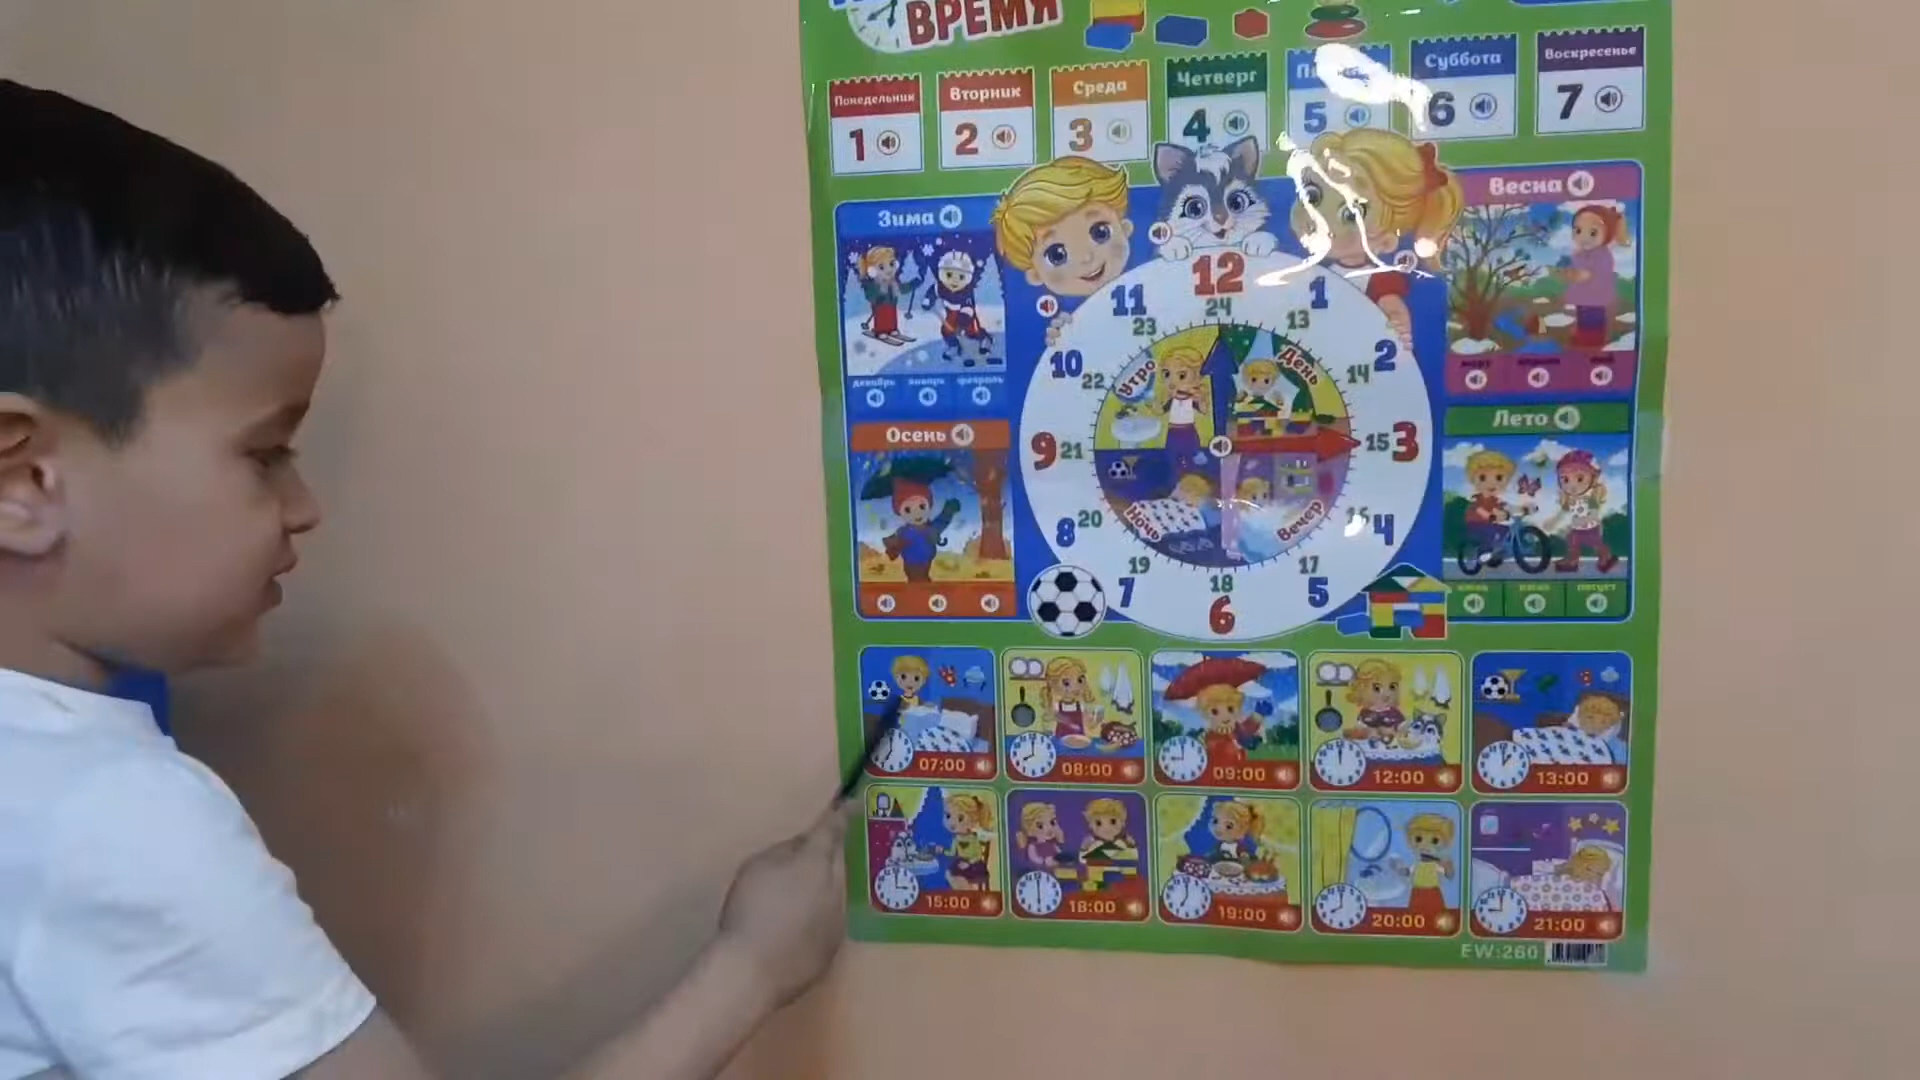 ВРЕМЯ
Понедельник Вторник Среда Четверг Суббота Воскресенье
1 2 3 4 5 6 7
Зима
Весна
декабрь январь февраль
Осень
Лето
12 1 2 3 4 5 6 7 8 9 10 11
24 13 14 15 17 18 19 20 21 22 23
Утро День
Ночь Вечер
07:00 08:00 09:00 12:00 13:00
15:00 18:00 19:00 20:00 21:00
EW:260